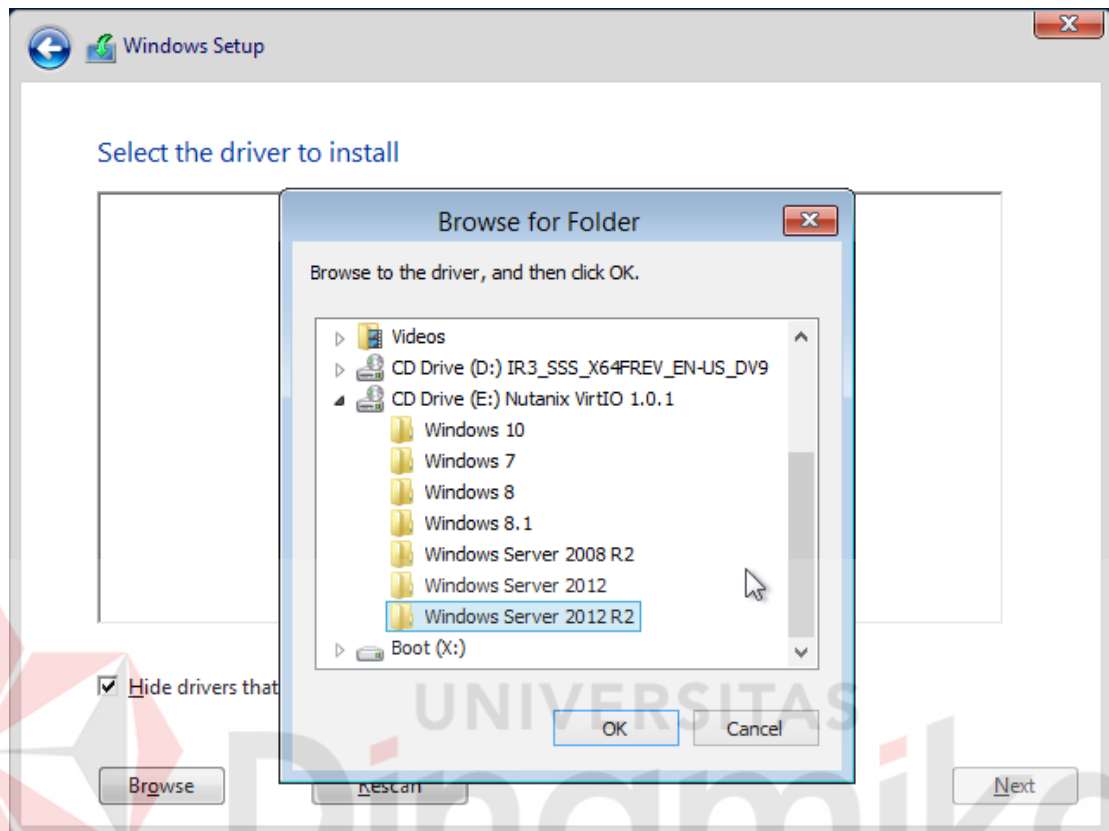 Windows Setup
Select the driver to install
Browse for Folder
Browse to the driver, and then click OK.
Videos
CD Drive (D:) IR3_SSS_X64FREV_EN-US_DV9
CD Drive (E:) Nutanix VirtIO 1.0.1
Windows 10
Windows 7
Windows 8
Windows 8.1
Windows Server 2008 R2
Windows Server 2012
Windows Server 2012 R2
Boot (X:)
Hide drivers that
UNIVERSITAS
OK Cancel
Dinamika
Browse Rescan Next